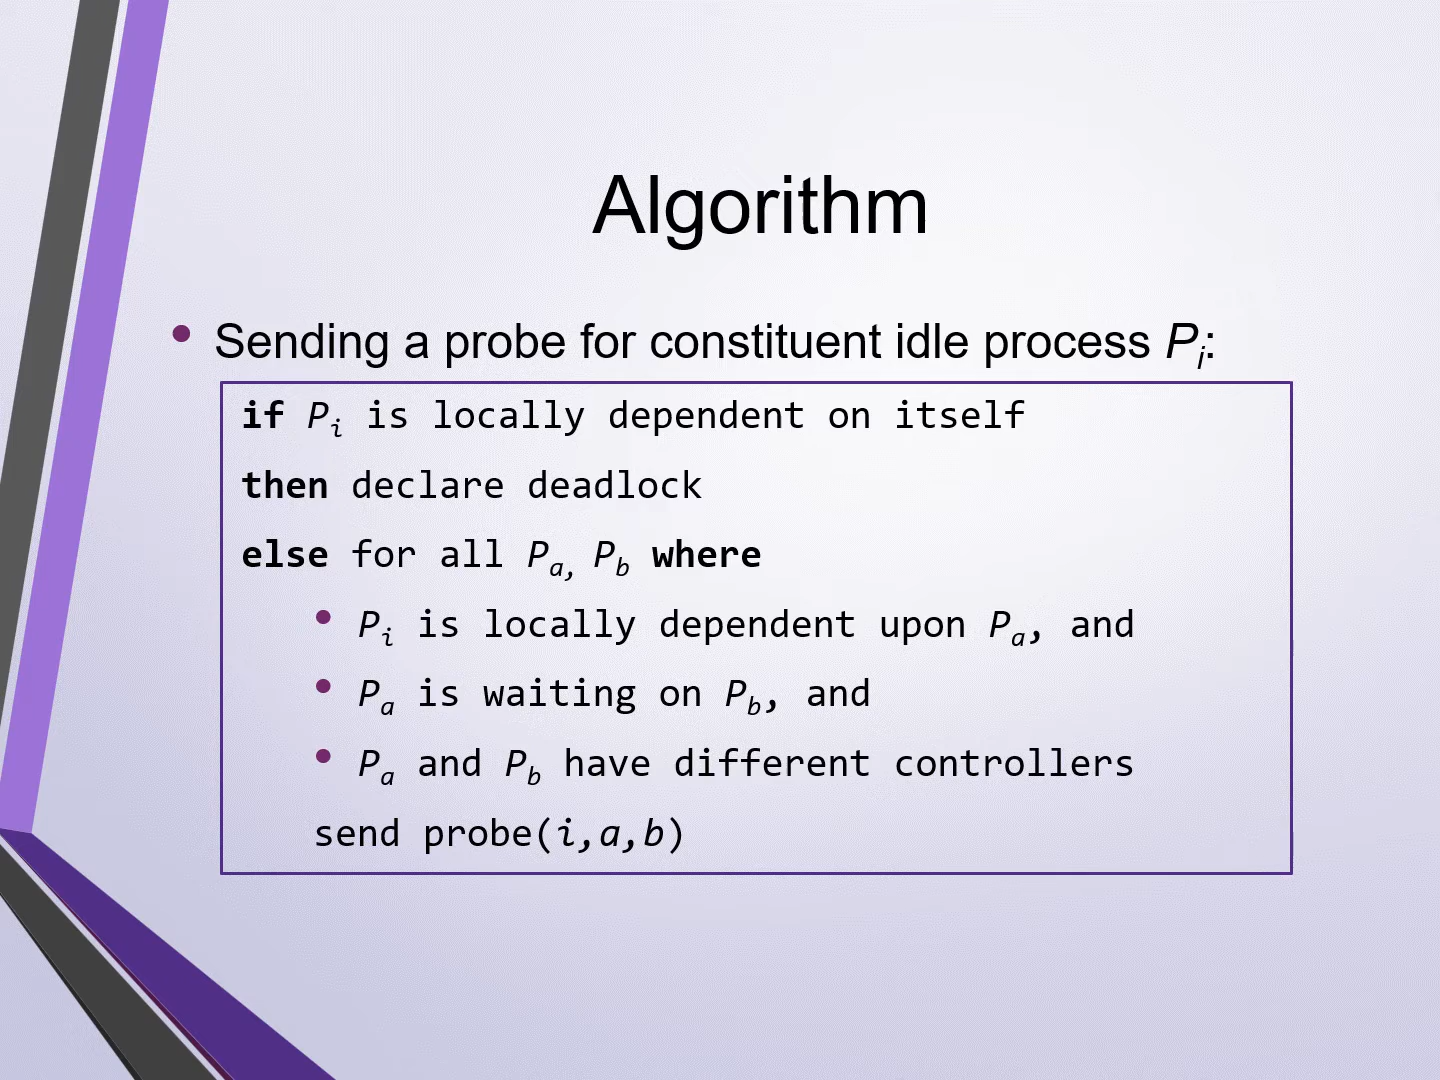 Algorithm
• Sending a probe for constituent idle process Pi:
if Pi is locally dependent on itself
then declare deadlock
else for all Pa, Pb where
• Pi is locally dependent upon Pa, and
• Pa is waiting on Pb, and
• Pa and Pb have different controllers
send probe(i,a,b)